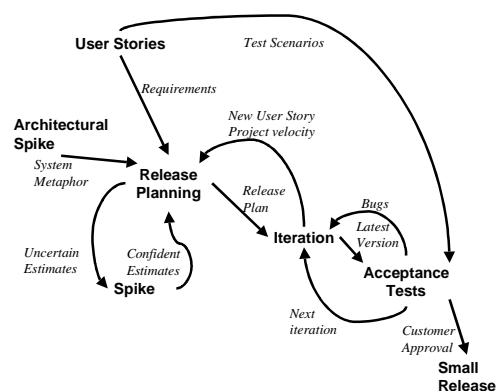 User Stories
Test Scenarios
Requirements
New User Story
Project velocity
Architectural
Spike
System
Metaphor
Release
Planning
Release
Plan
Bugs
Iteration
Latest
Version
Uncertain
Estimates
Confident
Estimates
Spike
Acceptance
Tests
Next
iteration
Customer
Approval
Small
Release